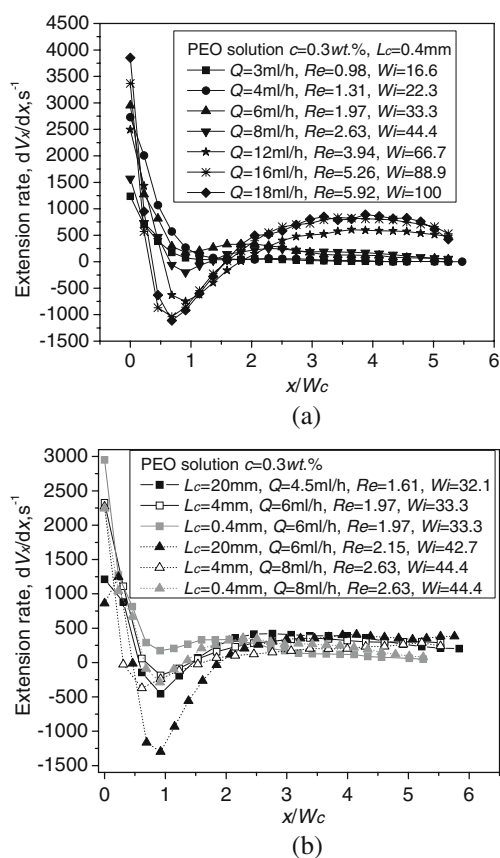 (a)
4500
4000
3500
3000
2500
2000
1500
1000
500
0
-500
-1000
-1500
Extension rate, dVx/dx,s-1
PEO solution c=0.3wt.%, Lc=0.4mm
Q=3ml/h, Re=0.98, Wi=16.6
Q=4ml/h, Re=1.31, Wi=22.3
Q=6ml/h, Re=1.97, Wi=33.3
Q=8ml/h, Re=2.63, Wi=44.4
Q=12ml/h, Re=3.94, Wi=66.7
Q=16ml/h, Re=5.26, Wi=88.9
Q=18ml/h, Re=5.92, Wi=100
-1 0 1 2 3 4 5 6
x/Wc
(a)
3000
2500
2000
1500
1000
500
0
-500
-1000
-1500
Extension rate, dVx/dx,s-1
PEO solution c=0.3wt.%
Lc=20mm, Q=4.5ml/h, Re=1.61, Wi=32.1
Lc=4mm, Q=6ml/h, Re=1.97, Wi=33.3
Lc=0.4mm, Q=6ml/h, Re=1.97, Wi=33.3
Lc=20mm, Q=6ml/h, Re=2.15, Wi=42.7
Lc=4mm, Q=8ml/h, Re=2.63, Wi=44.4
Lc=0.4mm, Q=8ml/h, Re=2.63, Wi=44.4
0 1 2 3 4 5 6
x/Wc
(b)